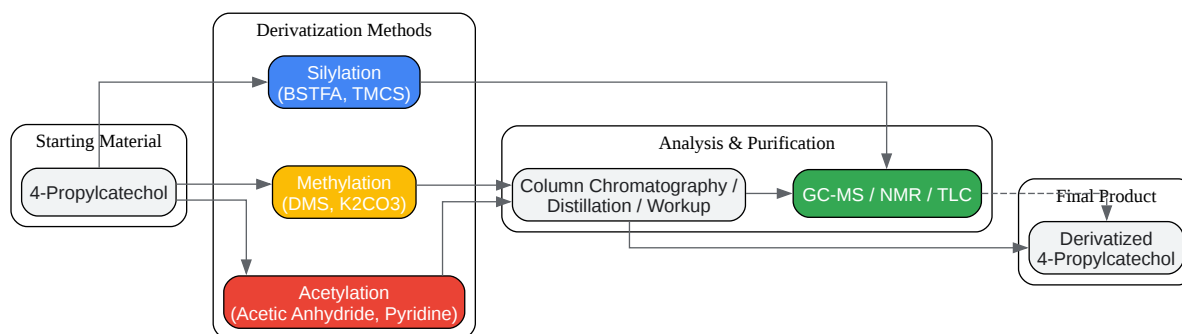 Derivatization Methods
Silylation
(BSTFA, TMCS)
Starting Material
4-Propylcatechol
Methylation
(DMS, K2CO3)
Acetylation
(Acetic Anhydride, Pyridine)
Analysis & Purification
Column Chromatography /
Distillation / Workup
GC-MS / NMR / TLC
Final Product
Derivatized
4-Propylcatechol